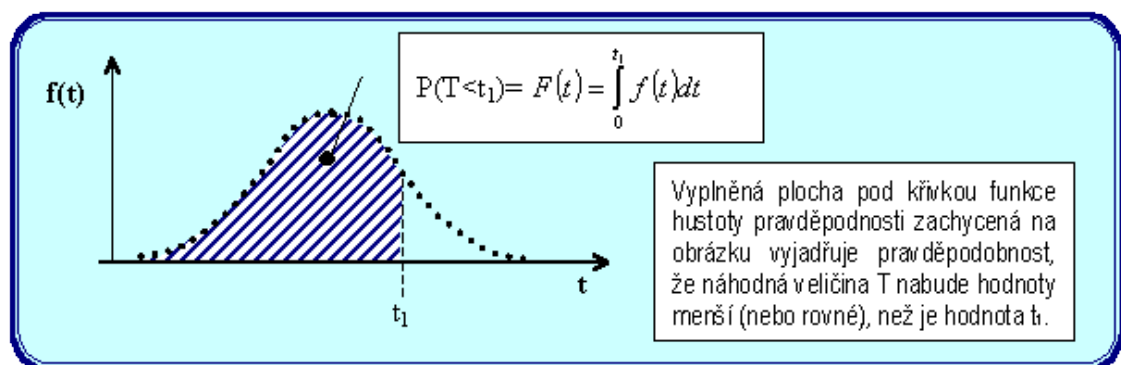 f(t)
P(T<t₁)= F(t) = ∫₀^t₁ f(t)dt
Vyplněná plocha pod křivkou funkce
hustoty pravděpodnosti zachycená na
obrázku vyjadřuje pravděpodobnost,
že náhodná veličina T nabude hodnoty
menší (nebo rovné), než je hodnota t₁.
t
t₁